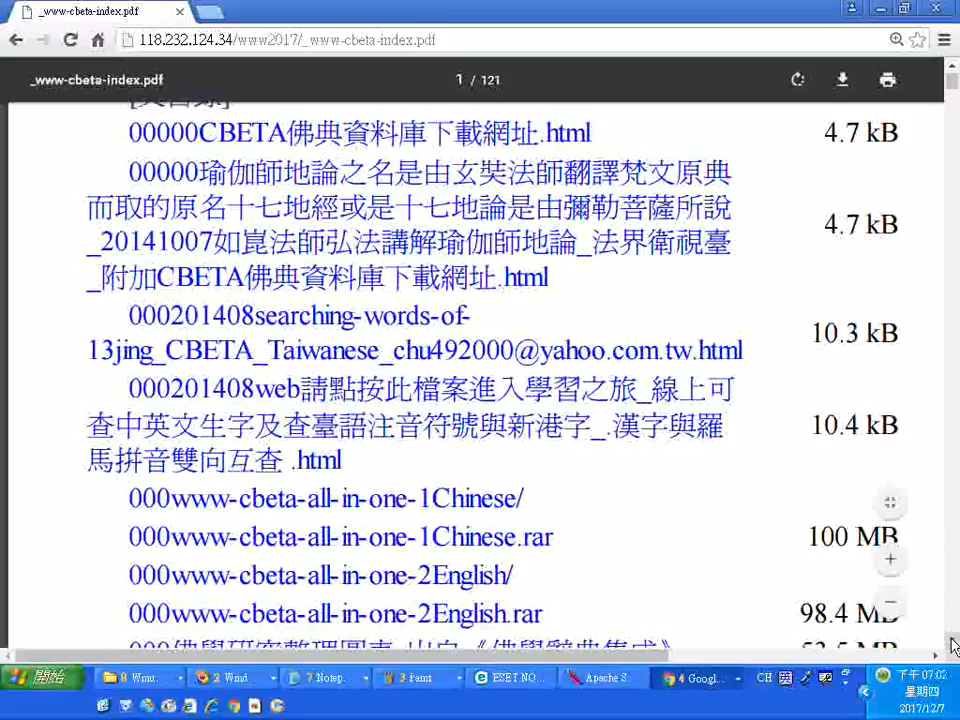 _www-cbeta-index.pdf
118.232.124.34/www2017/_www-cbeta-index.pdf
_www-cbeta-index.pdf 1 / 121
00000CBETA佛典資料庫下載網址.html 4.7 kB
00000瑜伽師地論之名是由玄奘法師翻譯梵文原典
而取的原名十七地經或是十七地論是由彌勒菩薩所說 4.7 kB
_20141007如崑法師弘法講解瑜伽師地論_法界衛視臺
_附加CBETA佛典資料庫下載網址.html
000201408searching-words-of- 10.3 kB
13jing_CBETA_Taiwanese_chu492000@yahoo.com.tw.html
000201408web請點按此檔案進入學習之旅_線上可
查中英文生字及查臺語注音符號與新港字_.漢字與羅 10.4 kB
馬拼音雙向互查 .html
000www-cbeta-all-in-one-1Chinese/
000www-cbeta-all-in-one-1Chinese.rar 100 MB
000www-cbeta-all-in-one-2English/
000www-cbeta-all-in-one-2English.rar 98.4 MB
開始 8 Wind... 2 Wind 7 Notep... 3 Paint ESET NO... Apache S... 4 Googl... CH 下午 07:02
星期四
2017/12/7